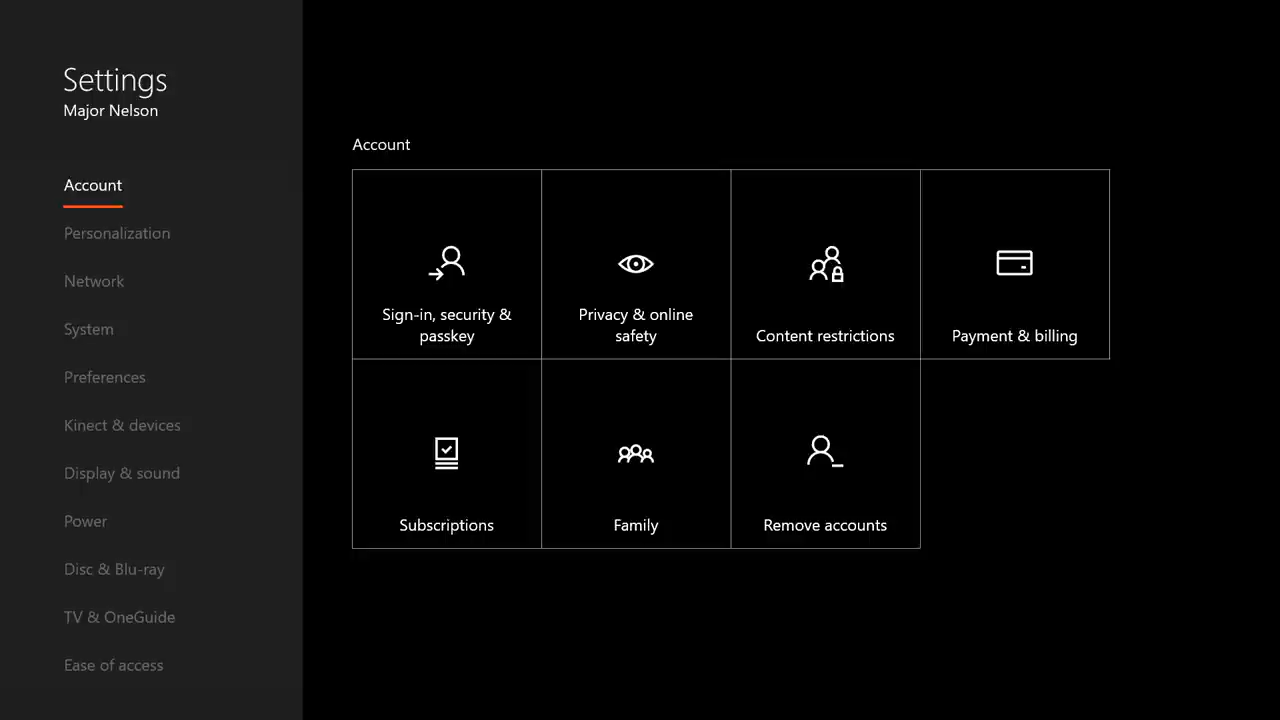 Settings
Major Nelson
Account
Personalization
Network
System
Preferences
Kinect & devices
Display & sound
Power
Disc & Blu-ray
TV & OneGuide
Ease of access
Account
Sign-in, security &
passkey
Privacy & online
safety
Content restrictions
Payment & billing
Subscriptions
Family
Remove accounts